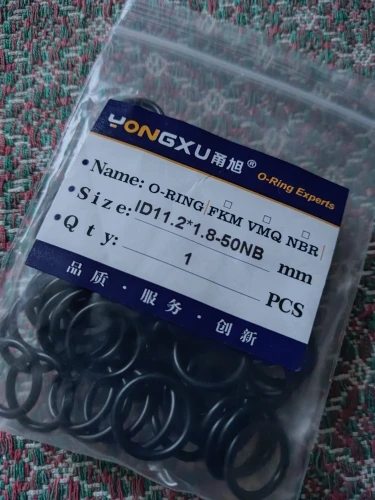 YONGXU甬旭®
O-Ring Experts
•Name: O-RING FKM□ VMQ□ NBR□
•Size: ID11.2*1.8-50NB mm
•Qty: 1 PCS
品质·服务·创新